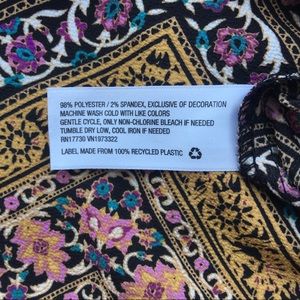 98% POLYESTER / 2% SPANDEX, EXCLUSIVE OF DECORATION
MACHINE WASH COLD WITH LIKE COLORS
GENTLE CYCLE, ONLY NON-CHLORINE BLEACH IF NEEDED
TUMBLE DRY LOW, COOL IRON IF NEEDED
RN17730 VN1973322
LABEL MADE FROM 100% RECYCLED PLASTIC